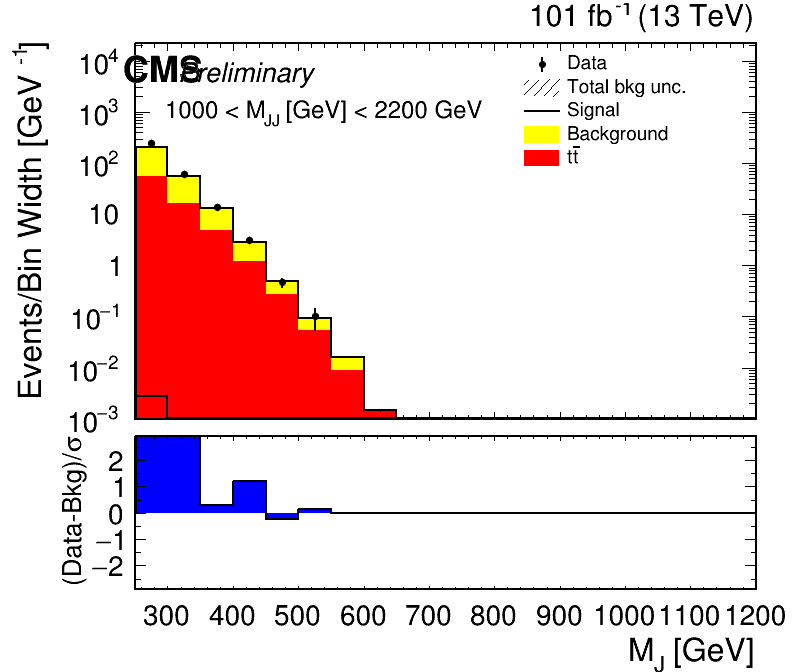 101 fb⁻¹ (13 TeV)
CMS Preliminary
1000 < M_JJ [GeV] < 2200 GeV
Data
Total bkg unc.
Signal
Background
tt̄
Events/Bin Width [GeV⁻¹]
10⁴
10³
10²
10
1
10⁻¹
10⁻²
10⁻³
(Data-Bkg)/σ
2
1
0
−1
−2
300 400 500 600 700 800 900 1000 1100 1200
M_J [GeV]